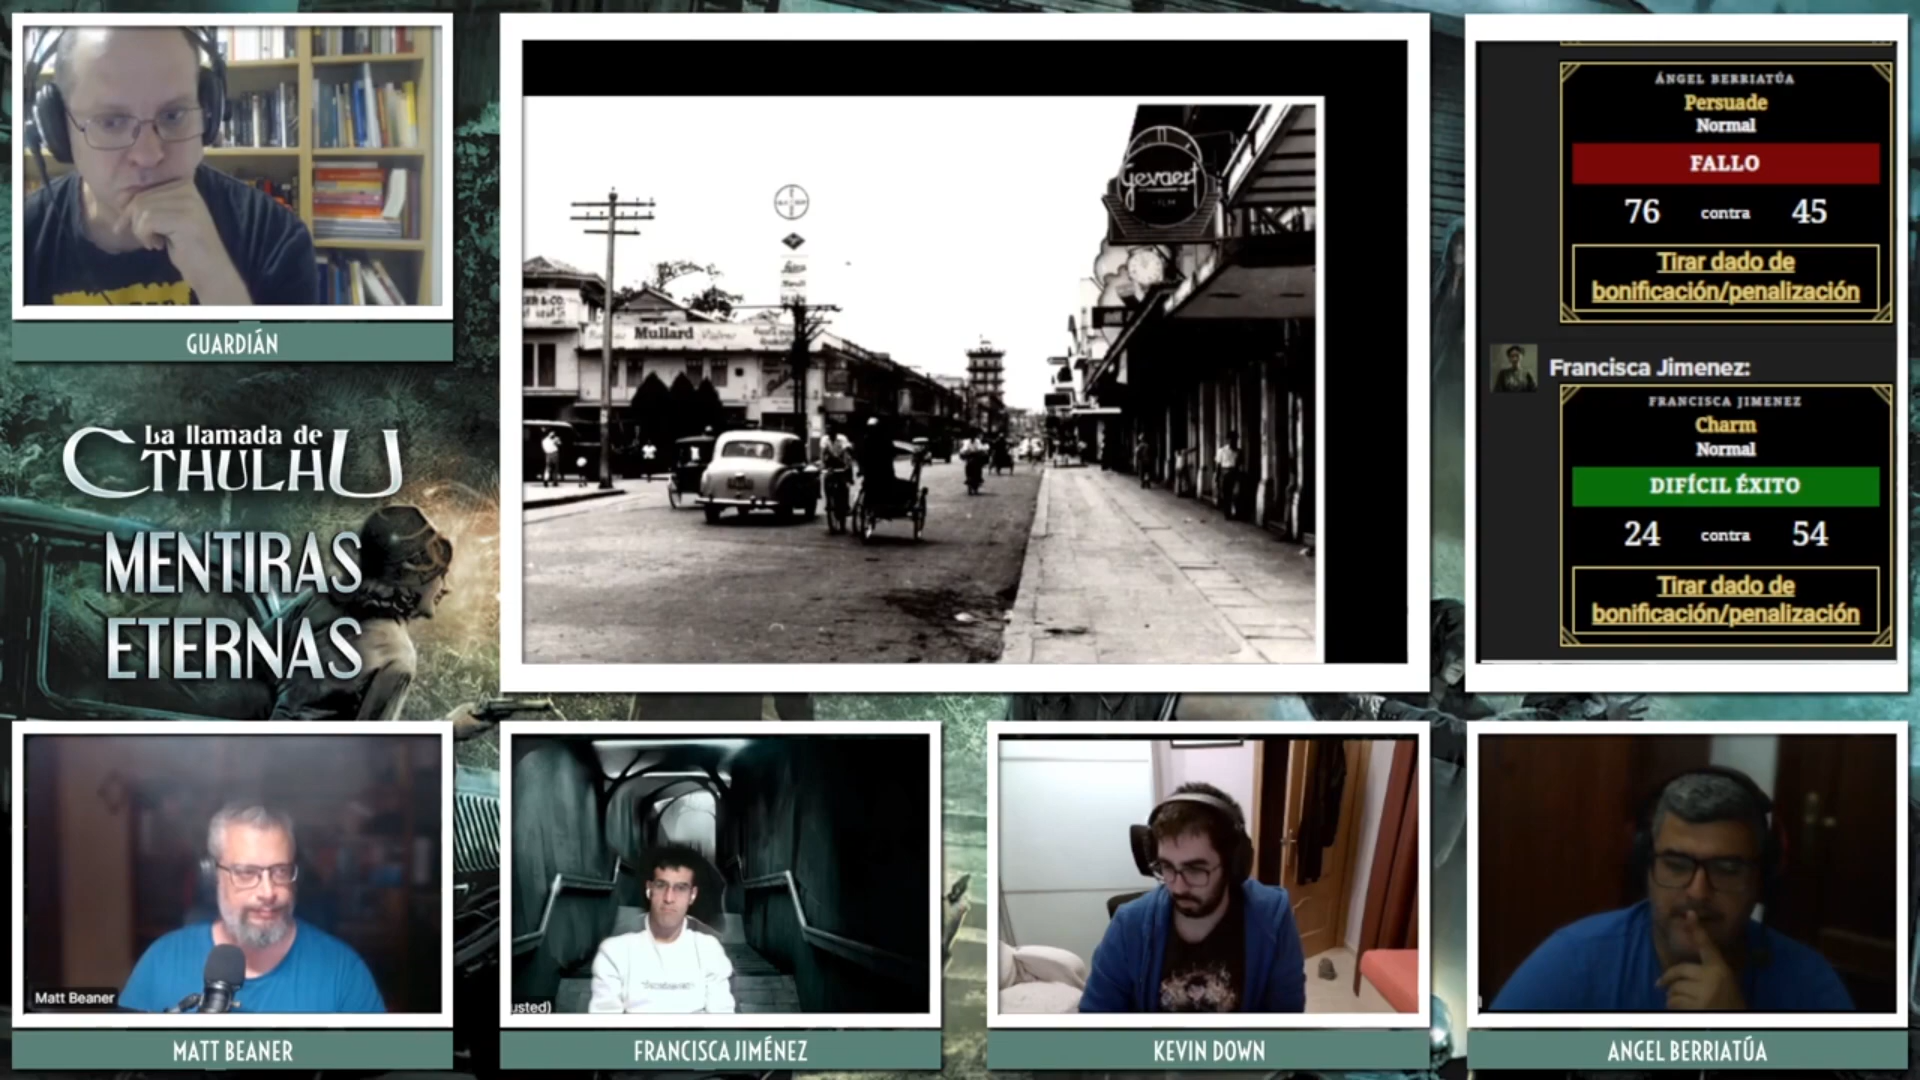 GUARDIÁN
La llamada de
CTHULHU
MENTIRAS
ETERNAS
Gevaert
Mullard
ÁNGEL BERRIATÚA
Persuade
Normal
FALLO
76 contra 45
Tirar dado de
bonificación/penalización
Francisca Jimenez:
FRANCISCA JIMENEZ
Charm
Normal
DIFÍCIL ÉXITO
24 contra 54
Tirar dado de
bonificación/penalización
Matt Beaner
usted)
MATT BEANER
FRANCISCA JIMÉNEZ
KEVIN DOWN
ANGEL BERRIATÚA